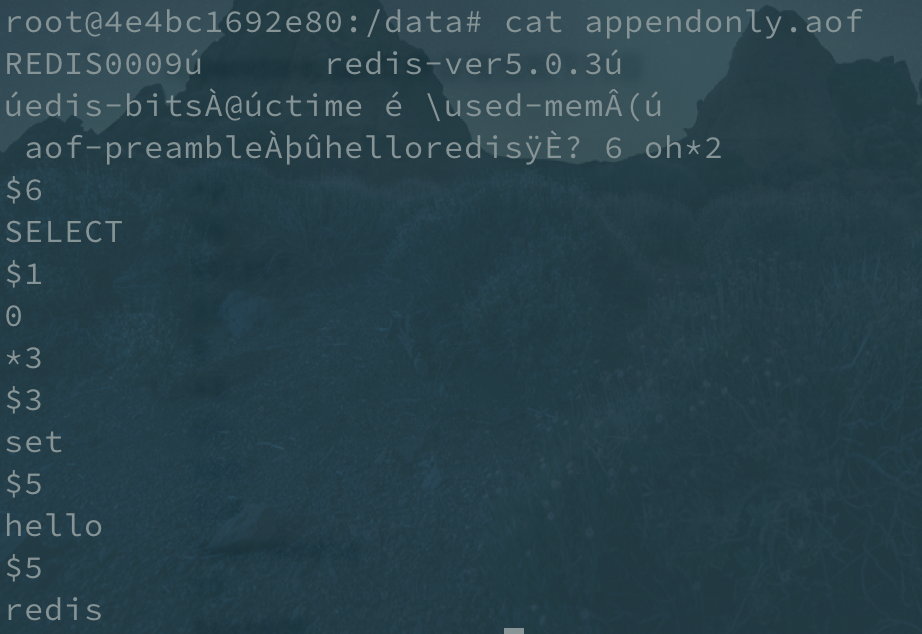 root@4e4bc1692e80:/data# cat appendonly.aof
REDIS0009ú      redis-ver5.0.3ú
úedis-bitsÀ@úctime é \used-memÂ(ú
 aof-preambleÀþûhelloredisÿÈ? 6 oh*2
$6
SELECT
$1
0
*3
$3
set
$5
hello
$5
redis